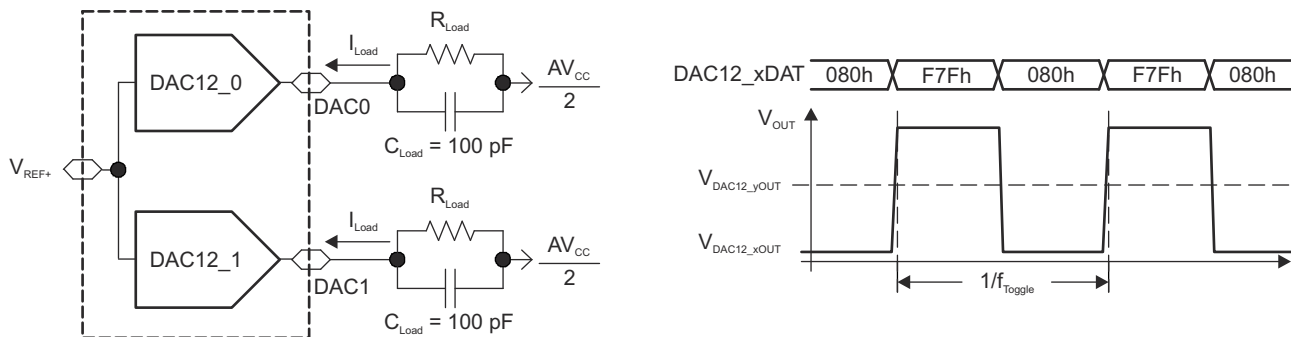 DAC12_0
I_Load
R_Load
AV_CC
2
DAC0
C_Load = 100 pF
V_REF+
DAC12_1
I_Load
R_Load
AV_CC
2
DAC1
C_Load = 100 pF
DAC12_xDAT 080h F7Fh 080h F7Fh 080h
V_OUT
V_DAC12_yOUT
V_DAC12_xOUT
1/f_Toggle